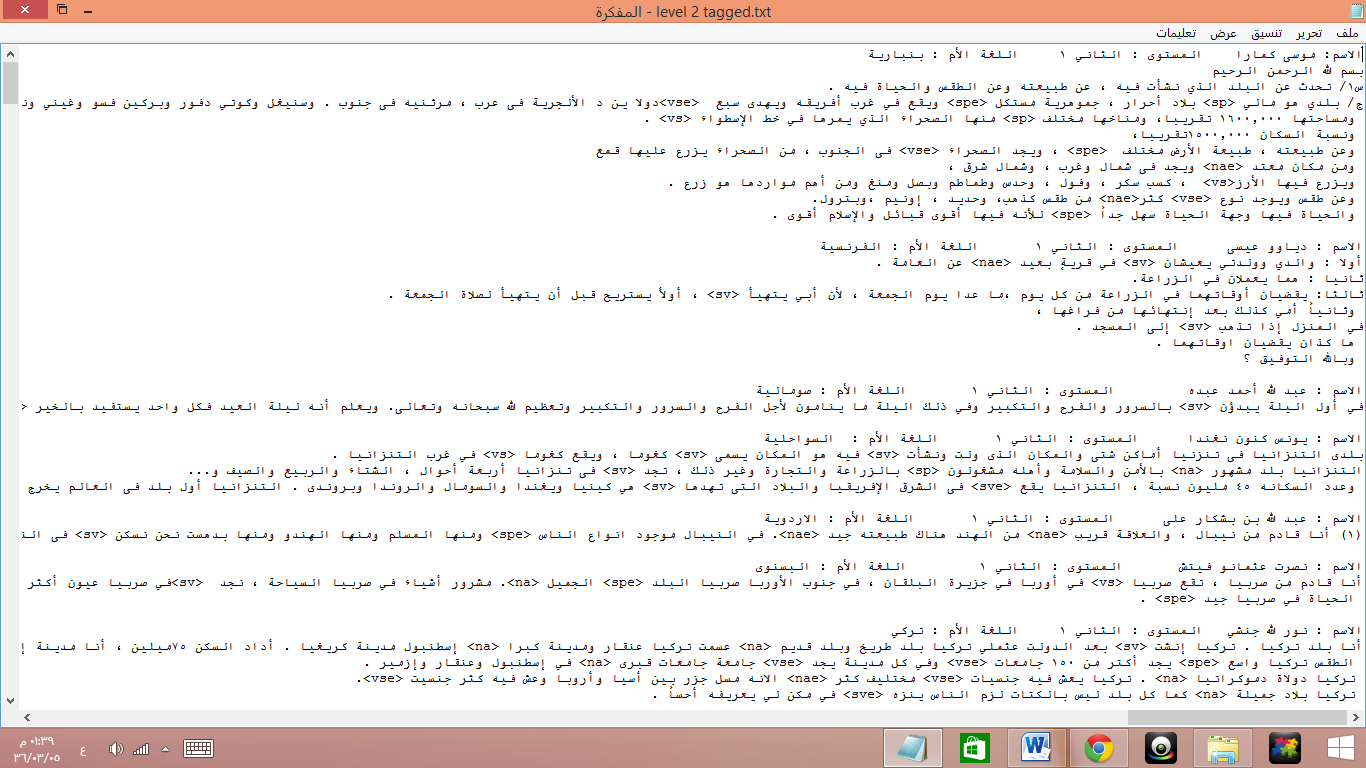 level 2 tagged.txt - المفكرة
ملف تحرير تنسيق عرض تعليمات
الاسم: موسى كمارا المستوى : الثاني ١ اللغة الأم : بنبارية
بسم الله الرحمن الرحيم
س١/ تحدث عن البلد الذي نشأت فيه ، عن طبيعته وعن الطقس والحياة فيه .
ج/ بلدي هو مالي <sp> بلاد أحرار ، جموهرية مستكل <spe> ويقع في غرب أفريقه ويهدى سبع <vse>دولا ين د الألجرية فى عرب ، مرثنيه فى جنوب . وسنيغل وكوتي دفور وبركين فسو وغيني ون
ومساحتها ١٦٠٠,٠٠٠ تقريبا، ومناخها مختلف <sp> منها الصحراء الذي يمرها في خط الإسطواء <vs> .
ونسبة السكان ١٥٠٠,٠٠٠تقريبا،
وعن طبيعته ، طبيعة الأرض مختلف <spe> ، ويجد الصحراء <vse> فى الجنوب ، من الصحراء يزرع عليها قمع
ومن مكان معتد <nae> ويجد فى شمال وغرب ، وشمال شرق ،
ويزرع فيها الأرز<vs> ، كسب سكر ، وفول ، وحدس وطماطم وبصل ومنغ ومن أهم مواردها هو زرع .
وعن طقس ويوجد نوع <vse> كثر<nae> من طقس كذهب، وحديد ، إونيم ،وبترول.
والحياة فيها وجهة الحياة سهل جداً <spe> للأنه فيها أقوى قبائل والإسلام أقوى .
الاسم : دياوو عيسى المستوى : الثاني ١ اللغة الأم : الفرنسية
أولا : والدي وولدتي يعيشان <sv> في قريةٍ بعيد <nae> عن العامة .
ثانيا : هما يعملان في الزراعة.
ثالثا: يقضيان أوقاتهما في الزراعة من كل يوم ،ما عدا يوم الجمعة ، لأن أبي يتهيأ <sv> ، أولاً يستريح قبل أن يتهيأ لصلاة الجمعة .
وثانياً أمي كذلك بعد إنتهائها من فراغها ،
في المنزل إذا تذهب <sv> إلى المسجد .
ها كذان يقضيان اوقاتهما .
وبالله التوفيق ؟
الاسم : عبد الله أحمد عبده المستوى : الثاني ١ اللغة الأم : صومالية
في أول اليلة يبدؤن <sv> بالسرور والفرح والتكبير وفي ذلك اليلة ما ينامون لأجل الفرح والسرور والتكبير وتعظيم الله سبحانه وتعالى. ويعلم أنه ليلة العيد فكل واحد يستفيد بالخير <
الاسم : يونس كنون نغندا المستوى : الثاني ١ اللغة الأم : السواحلية
بلدى التنزانيا فى تنزنيا أماكن شتى والمكان الذى ولت ونشأت <sv> فيه هو المكان يسمى <sv> كغوما ، ويقع كغوما <vs> في غرب التنزانيا .
التنزانيا بلد مشهور <na> بالأمن والسلامة وأهله مشغولون <sp> بالزراعة والتجارة وغير ذلك ، تجد <sv> فى تنزانيا أربعة أحوال ، الشتاء والربيع والصيف و...
وعدد السكانه ٤٥ مليون نسبة ، التنزانيا يقع <sve> فى الشرق الإفريقيا والبلاد التى تهدها <sv> هي كينيا ويغندا والسومال والروندا وبروندى . التنزانيا أول بلد فى العالم يخرج
الاسم : عبد الله بن بشكار على المستوى : الثاني ١ اللغة الأم : الاردوية
(١) أنا قادم من نيبال ، والعلاقة قريب <nae> من الهند هناك طبيعته جيد <nae>. في النيبال موجود انواع الناس <spe> ومنها المسلم ومنها الهندو ومنها بدهست نحن نسكن <sv> فى الن
الاسم : نصرت عثمانو فيتش المستوى : الثاني ١ اللغة الأم : البسنوى
أنا قادم من صربيا ، تقع صربيا <vs> في أوربا في جزيرة البلقان ، في جنوب الأوربا صربيا البلد <spe> الجميل <na>. مشرور أشياء في صربيا السياحة ، نجد <sv>في صربيا عيون أكثر
الحياة في صربيا جيد <spe> .
الاسم : نور الله جنشي المستوى : الثاني ١ اللغة الأم : تركي
أنا بلد تركيا . تركيا إنشت <sv> بعد الدولت عثملي تركيا بلد طريخ وبلد قديم <na> عسمت تركيا عنقار ومدينة كبرا <na> إسطنبول مدينة كريغيا . أداد السكن ٧٥ميلين ، أنا مدينة إ
الطقس تركيا واسع <spe> يجد أكتر من ١٥٠ جامعات <vse> وفي كل مدينة يجد <vse> جامعة جامعات قبرى <na> في إسطنبول وعنقار وإزمير .
تركيا دولاة دموكراتيا <na> . تركيا يعش فيه جنسيات <vse> مختليف كثر <nae> الانه مسل جزر بين أسيا وأروبا وعش فيه كثر جنسيت <vse>.
تركيا بلاد جميلة <na> كما كل بلد ليس بالكتات لزم الناس ينزه <sve> في مكن لي يعريفه أحساً .
٠١:٣٩ م
ع
٣٦/٠٣/٠٥